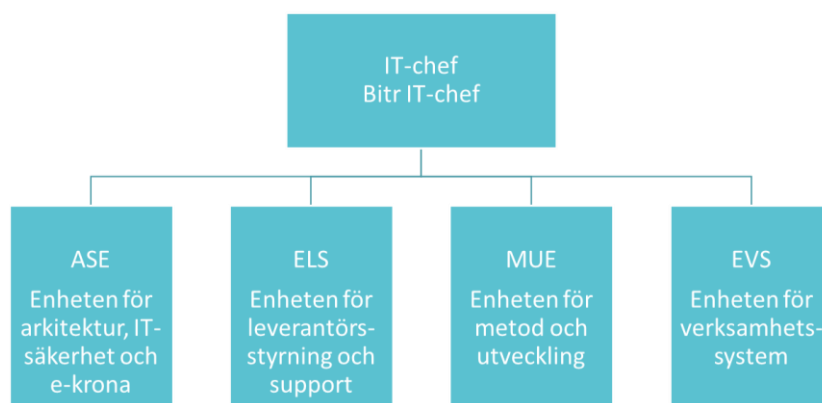 IT-chef
Bitr IT-chef
ASE
Enheten för
arkitektur, IT-
säkerhet och
e-krona
ELS
Enheten för
leverantörs-
styrning och
support
MUE
Enheten för
metod och
utveckling
EVS
Enheten för
verksamhets-
system